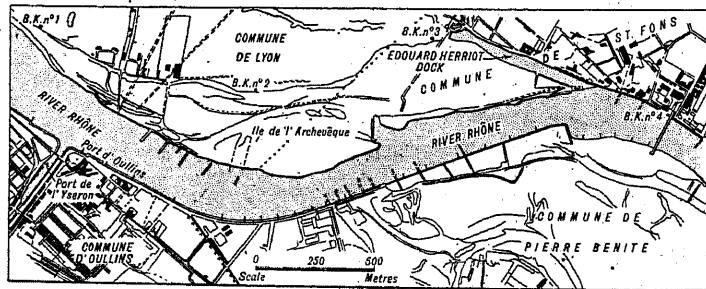 B.K.nº1
COMMUNE
DE LYON
B.K.nº3
ST. FONS
EDOUARD HERRIOT
DOCK
DE
COMMUNE
B.K.nº2
B.K.nº4
RIVER RHÔNE
Ile de l'Archevêque
RIVER RHÔNE
Port d'Oullins
Port de
l'Yseron
COMMUNE
D'OULLINS
COMMUNE DE
PIERRE BENITE
0 250 500
Scale Metres